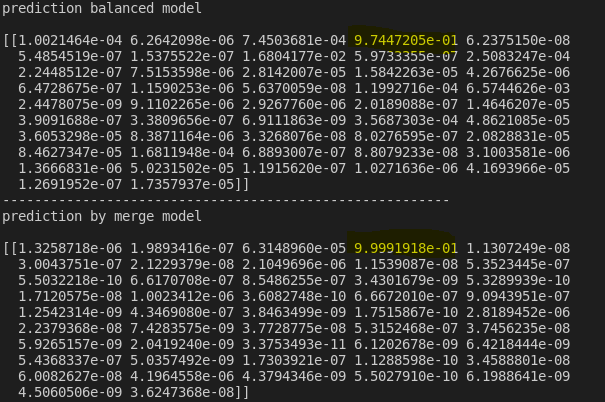 prediction balanced model
[[1.0021464e-04 6.2642098e-06 7.4503681e-04 9.7447205e-01 6.2375150e-08
5.4854519e-07 1.5375522e-07 1.6804177e-02 5.9733355e-07 2.5083247e-04
2.2448512e-07 7.5153598e-06 2.8142007e-05 1.5842263e-05 4.2676625e-06
6.4728675e-07 1.1590253e-06 5.6370059e-08 1.1992716e-04 6.5744626e-03
2.4478075e-09 9.1102265e-06 2.9267760e-06 2.0189088e-07 1.4646207e-05
3.9091688e-07 3.3809656e-07 6.9111863e-09 3.5687303e-04 4.8621085e-05
3.6053298e-05 8.3871164e-06 3.3268076e-08 8.0276595e-07 2.0828831e-05
8.4627347e-05 1.6811948e-04 6.8893007e-07 8.8079233e-08 3.1003581e-06
1.3666831e-06 5.0231502e-05 1.1915620e-07 1.0271636e-06 4.1693966e-05
1.2691952e-07 1.7357937e-05]]
--------------------------------------------------------
prediction by merge model
[[1.3258718e-06 1.9893416e-07 6.3148960e-05 9.9991918e-01 1.1307249e-08
3.0043751e-07 2.1229379e-08 2.1049696e-06 1.1539087e-08 5.3523445e-07
5.5032218e-10 6.6170708e-07 8.5486255e-07 3.4301679e-09 5.3289939e-10
1.7120575e-08 1.0023412e-06 3.6082748e-10 6.6672010e-07 9.0943951e-07
1.2542314e-09 4.3469080e-07 3.8463499e-09 1.7515867e-10 2.8189452e-06
2.2379368e-08 7.4283575e-09 3.7728775e-08 5.3152468e-07 3.7456235e-08
5.9265157e-09 2.0419240e-09 3.3753493e-11 6.1202678e-09 6.4218444e-09
5.4368337e-07 5.0357492e-09 1.7303921e-07 1.1288598e-10 3.4588801e-08
6.0082627e-08 4.1964558e-06 4.3794346e-09 5.5027910e-10 6.1988641e-09
4.5060506e-09 3.6247368e-08]]